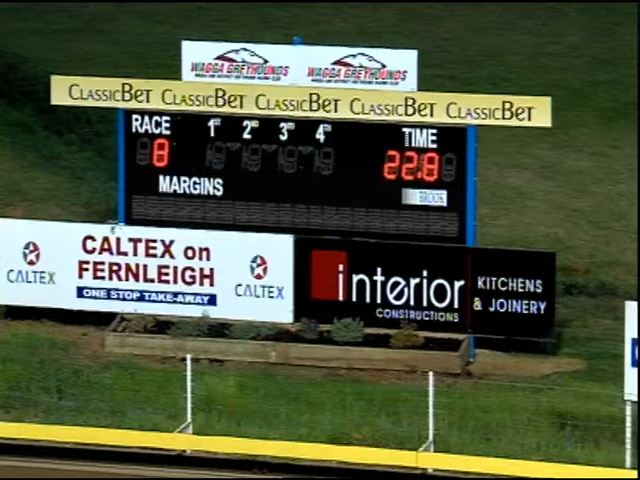 WAGGA GREYHOUNDS WAGGA GREYHOUNDS
CLASSICBET CLASSICBET CLASSICBET CLASSICBET CLASSICBET
RACE 1ST 2ND 3RD 4TH TIME
8 22.8
MARGINS
CALTEX on
FERNLEIGH
ONE STOP TAKE-AWAY
CALTEX CALTEX
interior
CONSTRUCTIONS
KITCHENS
& JOINERY